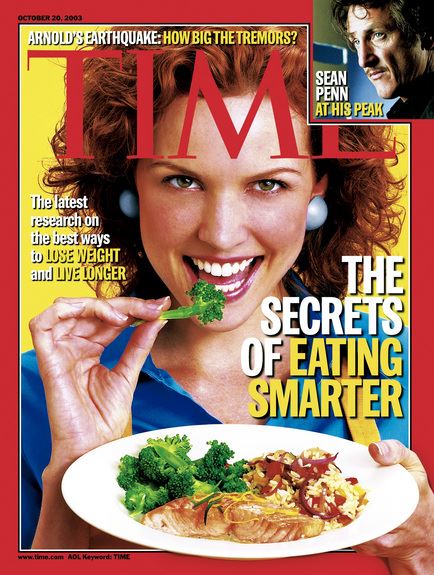 OCTOBER 20, 2003
ARNOLD'S EARTHQUAKE: HOW BIG THE TREMORS?
SEAN
PENN
AT HIS PEAK
TIME
The latest
research on
the best ways
to LOSE WEIGHT
and LIVE LONGER
THE
SECRETS
OF EATING
SMARTER
www.time.com AOL Keyword: TIME